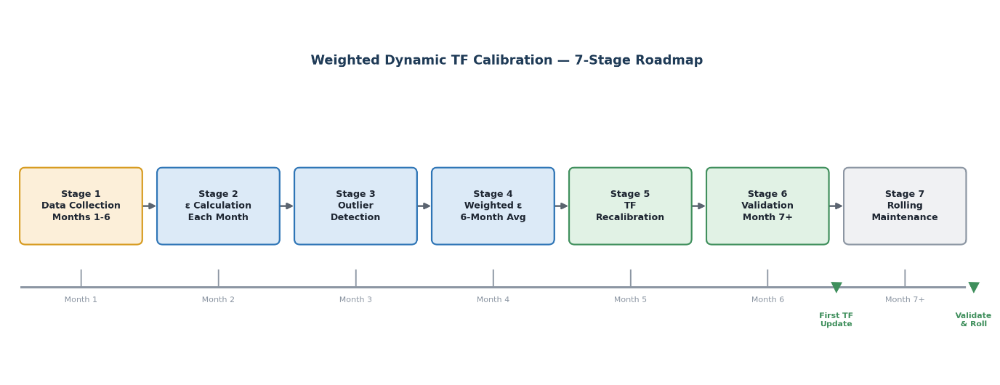 Weighted Dynamic TF Calibration — 7-Stage Roadmap
Stage 1
Data Collection
Months 1-6
Stage 2
ε Calculation
Each Month
Stage 3
Outlier
Detection
Stage 4
Weighted ε
6-Month Avg
Stage 5
TF
Recalibration
Stage 6
Validation
Month 7+
Stage 7
Rolling
Maintenance
Month 1
Month 2
Month 3
Month 4
Month 5
Month 6
Month 7+
First TF
Update
Validate
& Roll